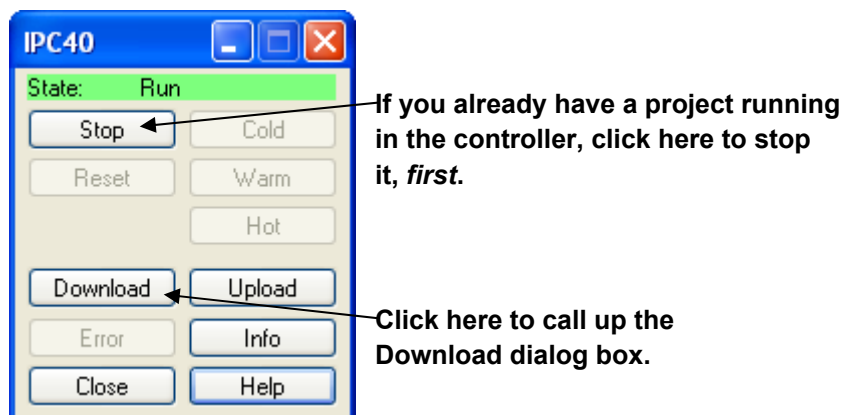 IPC40
State: Run
Stop
Cold
Reset
Warm
Hot
Download
Upload
Error
Info
Close
Help
If you already have a project running
in the controller, click here to stop
it, first.
Click here to call up the
Download dialog box.